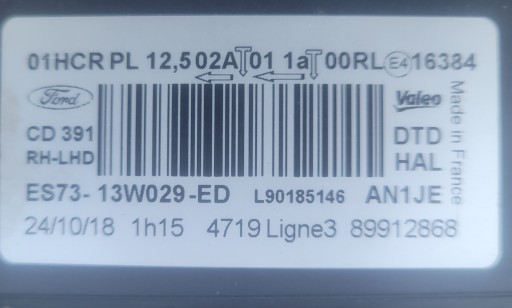 01HCR PL 12,5 02A 01 1a 00RL E4 16384
Ford
Valeo
CD 391
DTD
RH-LHD
HAL
Made in France
ES73- 13W029 -ED L90185146 AN1JE
24/10/18 1h15 4719 Ligne3 89912868